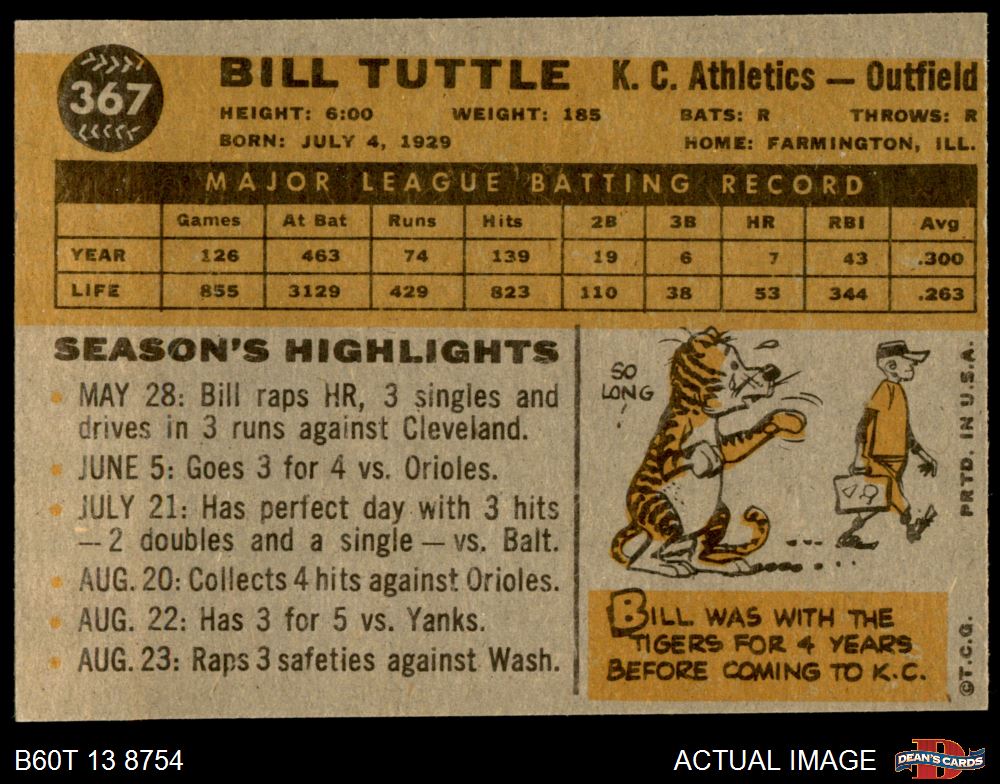 367
BILL TUTTLE K. C. Athletics — Outfield
HEIGHT: 6:00 WEIGHT: 185 BATS: R THROWS: R
BORN: JULY 4, 1929 HOME: FARMINGTON, ILL.
MAJOR LEAGUE BATTING RECORD
Games At Bat Runs Hits 2B 3B HR RBI Avg
YEAR 126 463 74 139 19 6 7 43 .300
LIFE 855 3129 429 823 110 38 53 344 .263
SEASON'S HIGHLIGHTS
MAY 28: Bill raps HR, 3 singles and
drives in 3 runs against Cleveland.
JUNE 5: Goes 3 for 4 vs. Orioles.
JULY 21: Has perfect day with 3 hits
—2 doubles and a single — vs. Balt.
AUG. 20: Collects 4 hits against Orioles.
AUG. 22: Has 3 for 5 vs. Yanks.
AUG. 23: Raps 3 safeties against Wash.
SO
LONG
!
BILL WAS WITH THE
TIGERS FOR 4 YEARS
BEFORE COMING TO K.C.
PRTD. IN U.S.A.
©T.C.G.
B60T 13 8754
ACTUAL IMAGE
D
DEAN'S CARDS